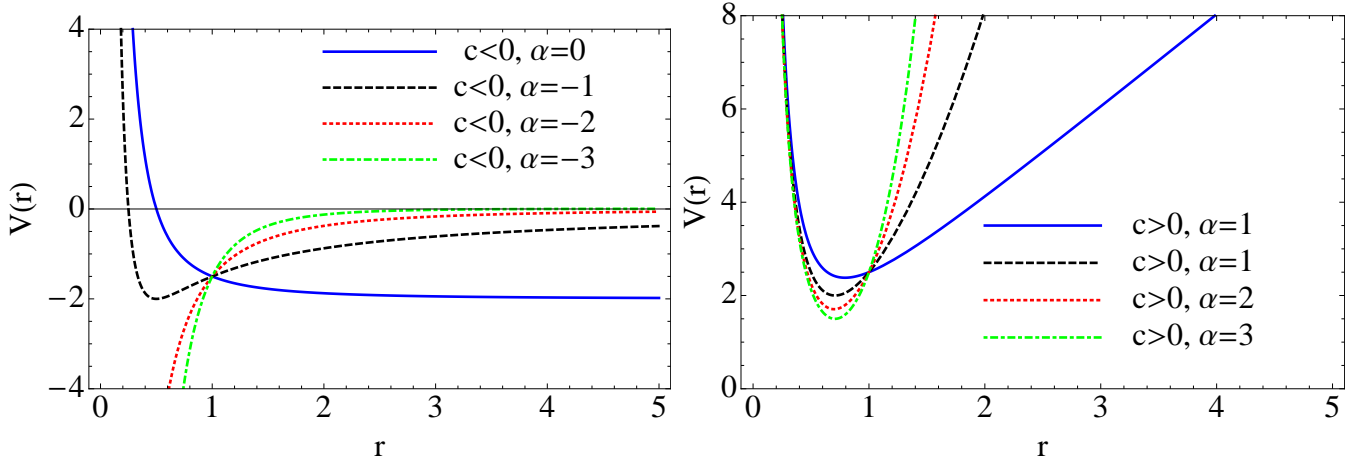 4
2
0
−2
−4
V(r)
c<0, α=0
c<0, α=−1
c<0, α=−2
c<0, α=−3
0 1 2 3 4 5
r
8
6
4
2
0
V(r)
c>0, α=1
c>0, α=1
c>0, α=2
c>0, α=3
0 1 2 3 4 5
r